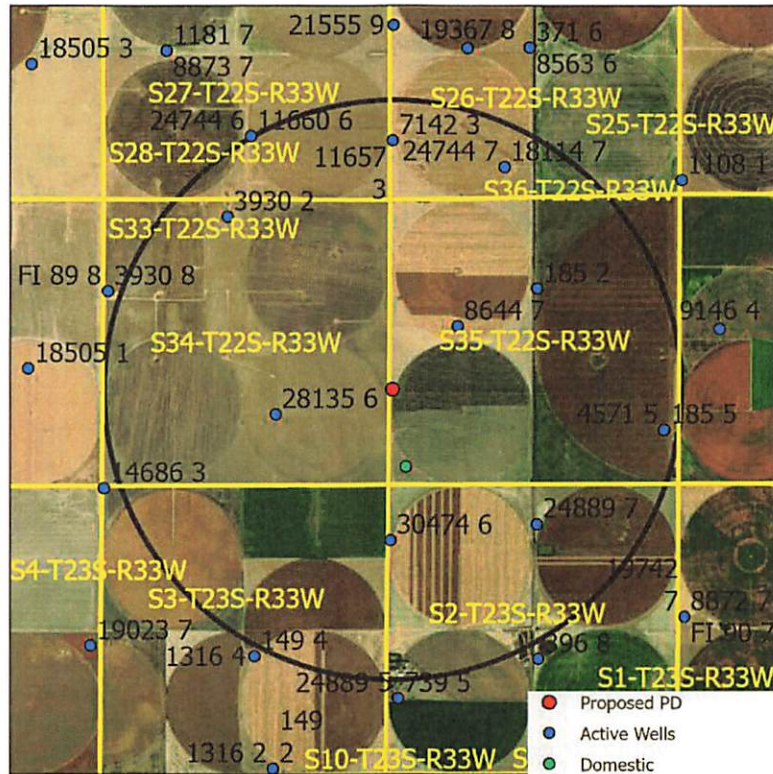 21555 9
19367 8
371 6
1181 7
18505 3
8873 7
8563 6
S27-T22S-R33W
S26-T22S-R33W
S25-T22S-R33W
24744 6
11660 6
7142 3
S28-T22S-R33W
11657
24744 7
18114 7
3
S36-T22S-R33W
1108 1
3930 2
S33-T22S-R33W
FI 89 8
3930 8
185 2
8644 7
9146 4
S34-T22S-R33W
S35-T22S-R33W
18505 1
28135 6
4571 5
185 5
14686 3
24889 7
30474 6
S4-T23S-R33W
19742
7
S3-T23S-R33W
S2-T23S-R33W
8872 7
FI 90 7
19023 7
149 4
1316 4
396 8
S1-T23S-R33W
24889 5
739 5
149
2
1316 2
S10-T23S-R33W
S
Proposed PD
Active Wells
Domestic